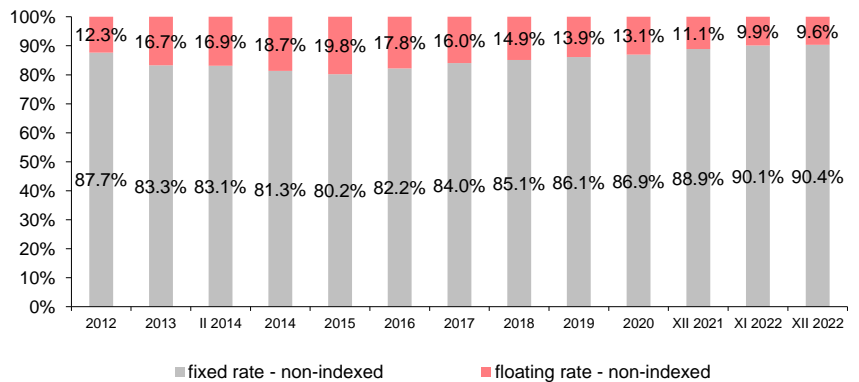 100%
90%
80%
70%
60%
50%
40%
30%
20%
10%
0%
12.3% 16.7% 16.9% 18.7% 19.8% 17.8% 16.0% 14.9% 13.9% 13.1% 11.1% 9.9% 9.6%
87.7% 83.3% 83.1% 81.3% 80.2% 82.2% 84.0% 85.1% 86.1% 86.9% 88.9% 90.1% 90.4%
2012 2013 II 2014 2014 2015 2016 2017 2018 2019 2020 XII 2021 XI 2022 XII 2022
fixed rate - non-indexed floating rate - non-indexed